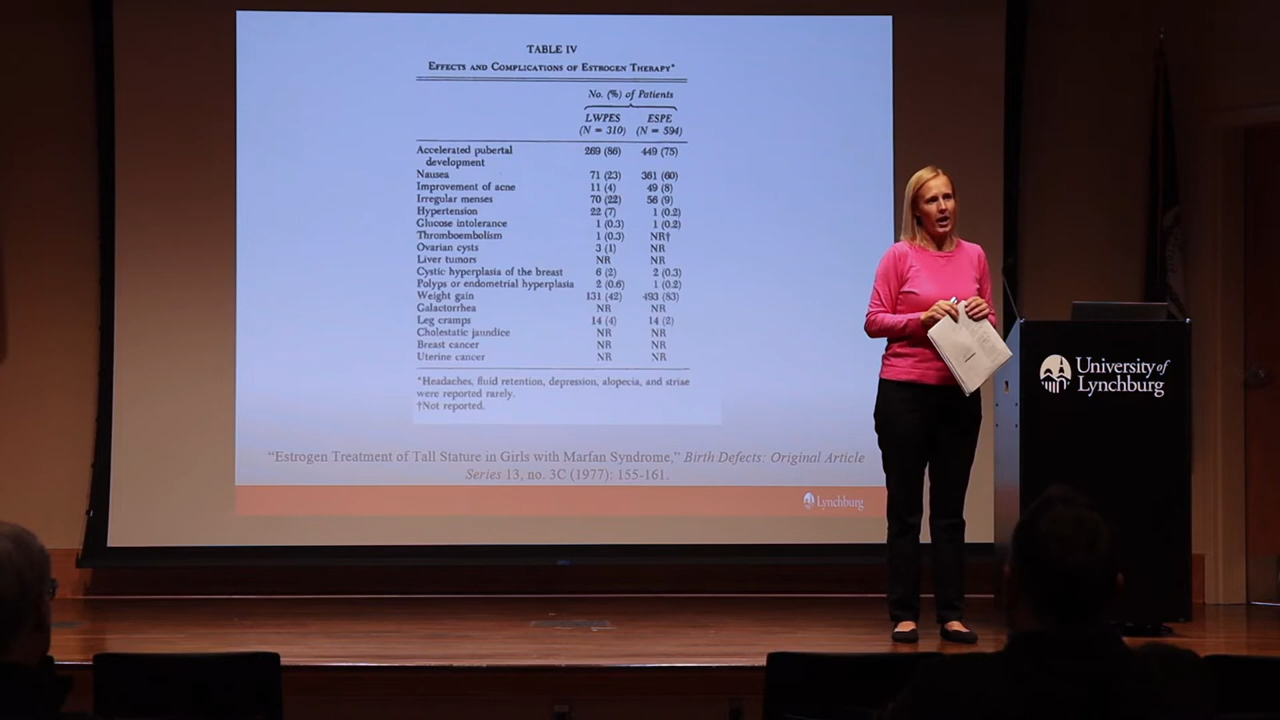 TABLE IV
EFFECTS AND COMPLICATIONS OF ESTROGEN THERAPY*
No. (%) of Patients
LWPES ESPE
(N = 310) (N = 594)
Accelerated pubertal 269 (86) 449 (75)
development
Nausea 71 (23) 361 (60)
Improvement of acne 11 (4) 49 (8)
Irregular menses 70 (22) 56 (9)
Hypertension 22 (7) 1 (0.2)
Glucose intolerance 1 (0.3) 1 (0.2)
Thromboembolism 1 (0.3) NR†
Ovarian cysts 3 (1) NR
Liver tumors NR NR
Cystic hyperplasia of the breast 6 (2) 2 (0.3)
Polyps or endometrial hyperplasia 2 (0.6) 1 (0.2)
Weight gain 131 (42) 493 (83)
Galactorrhea NR NR
Leg cramps 14 (4) 14 (2)
Cholestatic jaundice NR NR
Breast cancer NR NR
Uterine cancer NR NR
*Headaches, fluid retention, depression, alopecia, and striae
were reported rarely.
†Not reported.
"Estrogen Treatment of Tall Stature in Girls with Marfan Syndrome," Birth Defects: Original Article
Series 13, no. 3C (1977): 155-161.
Lynchburg
University of
Lynchburg